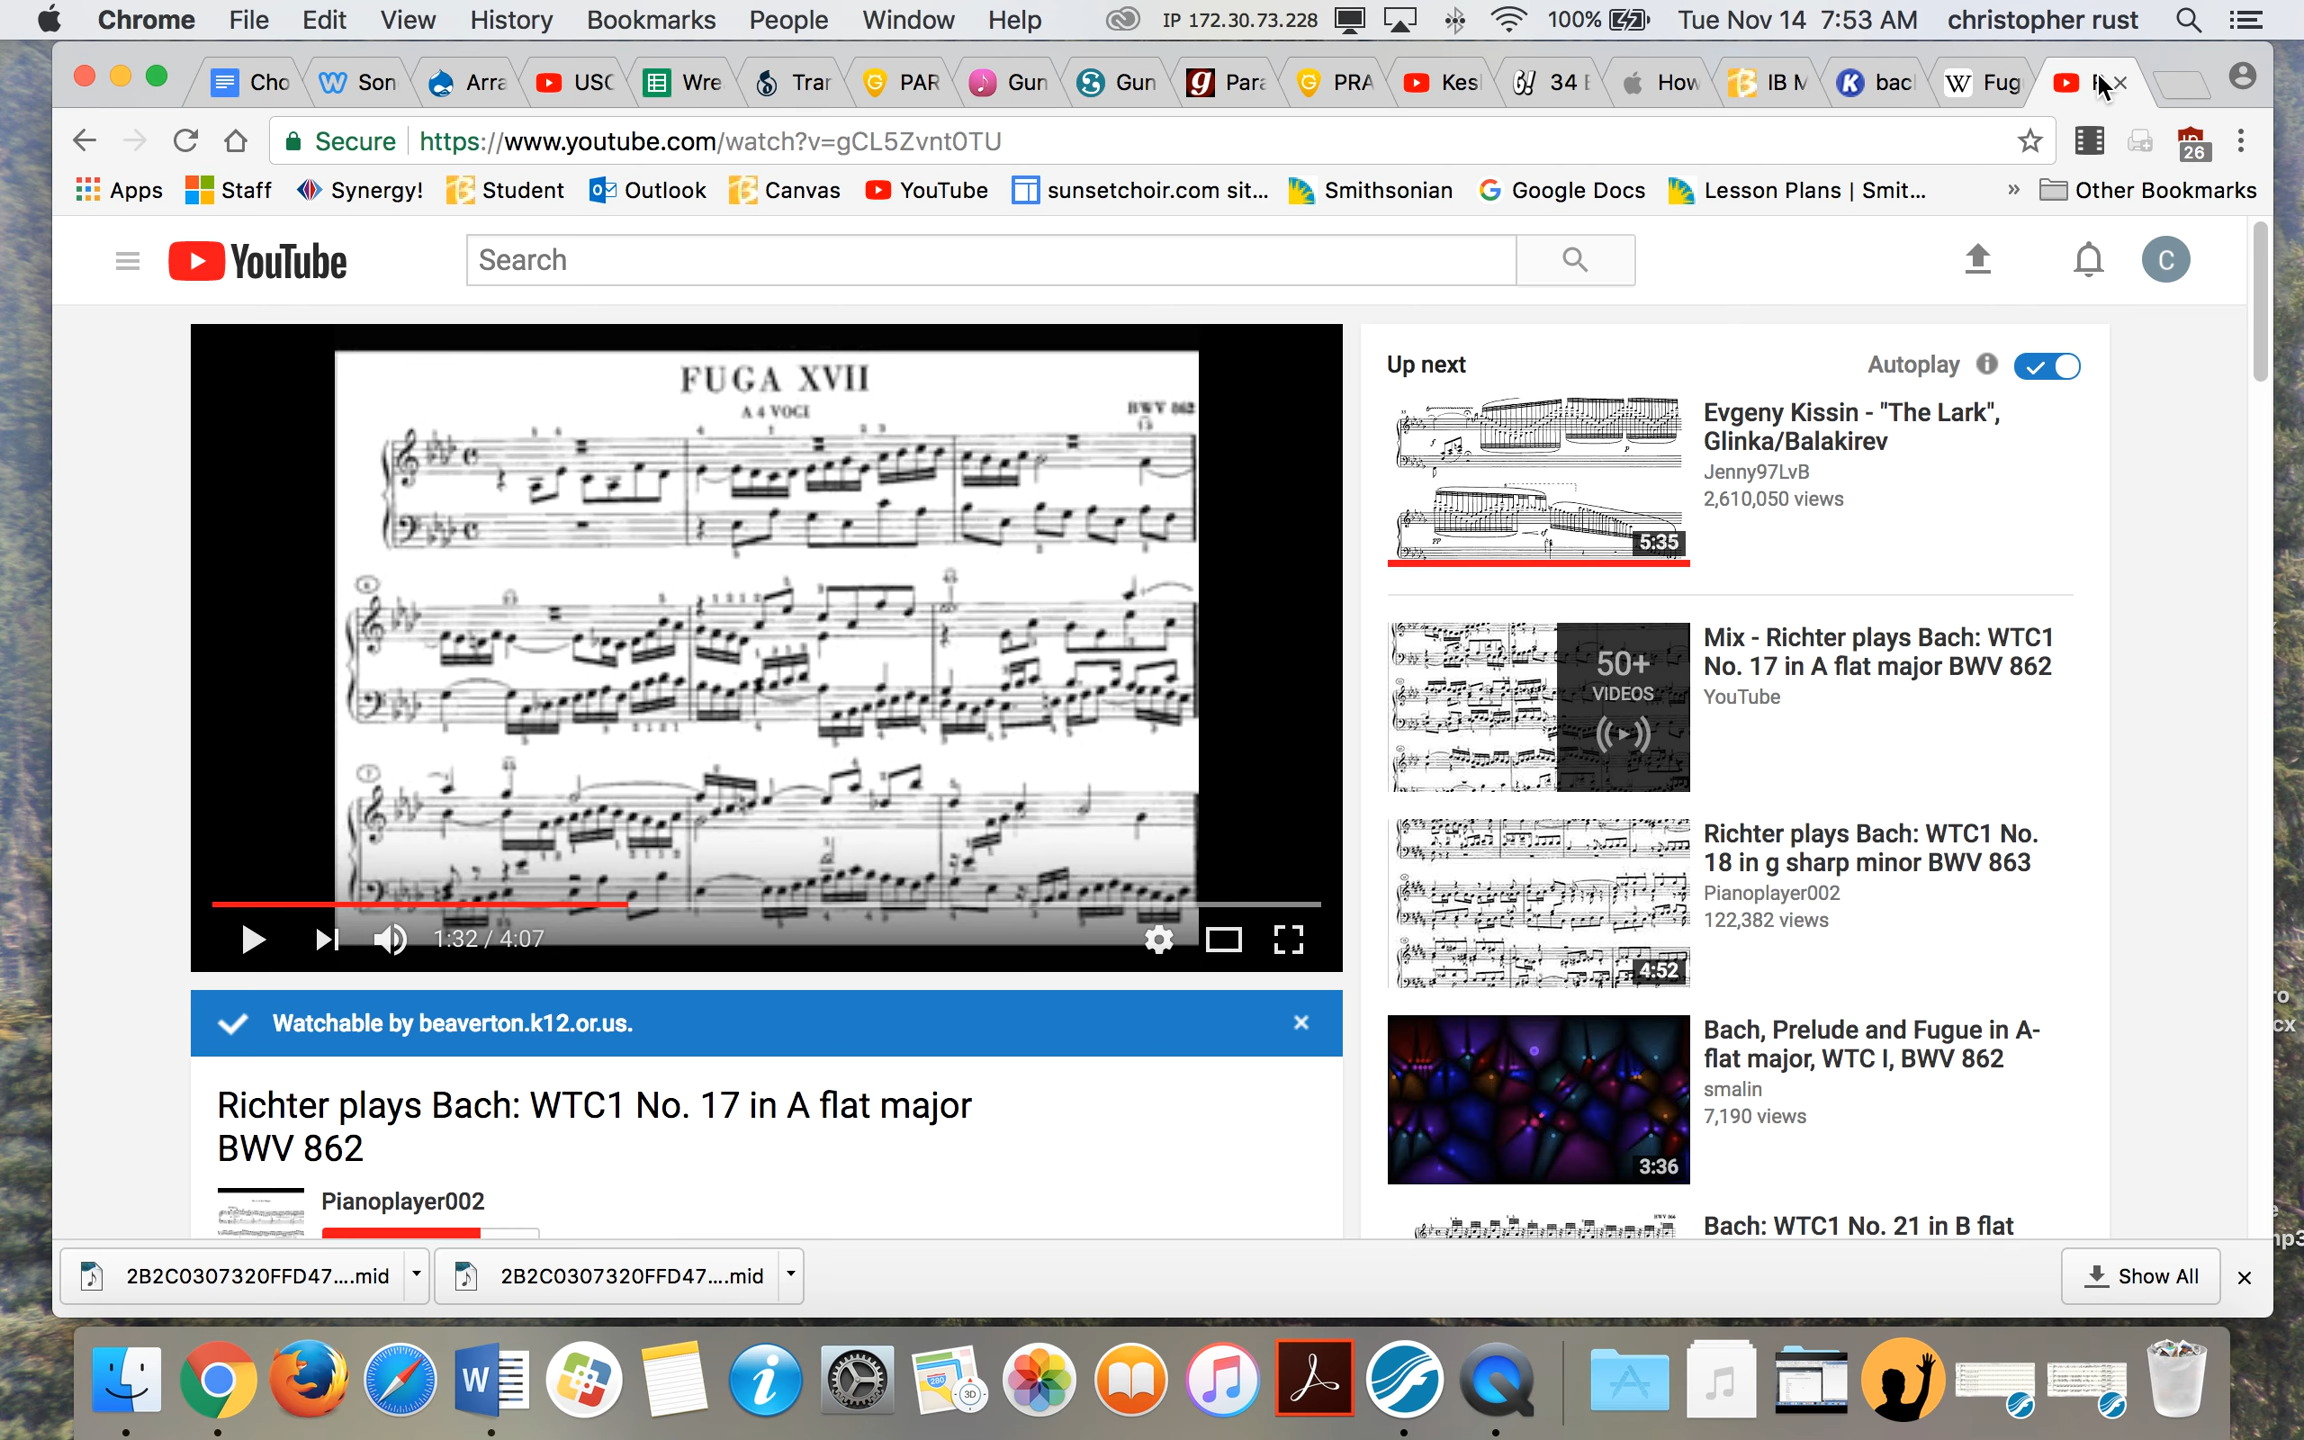 Chrome File Edit View History Bookmarks People Window Help IP 172.30.73.228 100% Tue Nov 14 7:53 AM christopher rust
Cho Son Arra USC Wre Trar PAR Gun Gun Para PRA Kes 34 How IB M bac Fug
Secure https://www.youtube.com/watch?v=gCL5Zvnt0TU 26
Apps Staff Synergy! Student Outlook Canvas YouTube sunsetchoir.com sit... Smithsonian Google Docs Lesson Plans | Smit... » Other Bookmarks
YouTube Search C
FUGA XVII
A 4 VOCI
BWV 862
1:32 / 4:07
Watchable by beaverton.k12.or.us.
Richter plays Bach: WTC1 No. 17 in A flat major
BWV 862
Pianoplayer002
Up next Autoplay
Evgeny Kissin - "The Lark",
Glinka/Balakirev
Jenny97LvB
2,610,050 views
5:35
Mix - Richter plays Bach: WTC1
No. 17 in A flat major BWV 862
YouTube
50+
VIDEOS
Richter plays Bach: WTC1 No.
18 in g sharp minor BWV 863
Pianoplayer002
122,382 views
4:52
Bach, Prelude and Fugue in A-
flat major, WTC I, BWV 862
smalin
7,190 views
3:36
Bach: WTC1 No. 21 in B flat
2B2C0307320FFD47....mid 2B2C0307320FFD47....mid Show All
280
3D